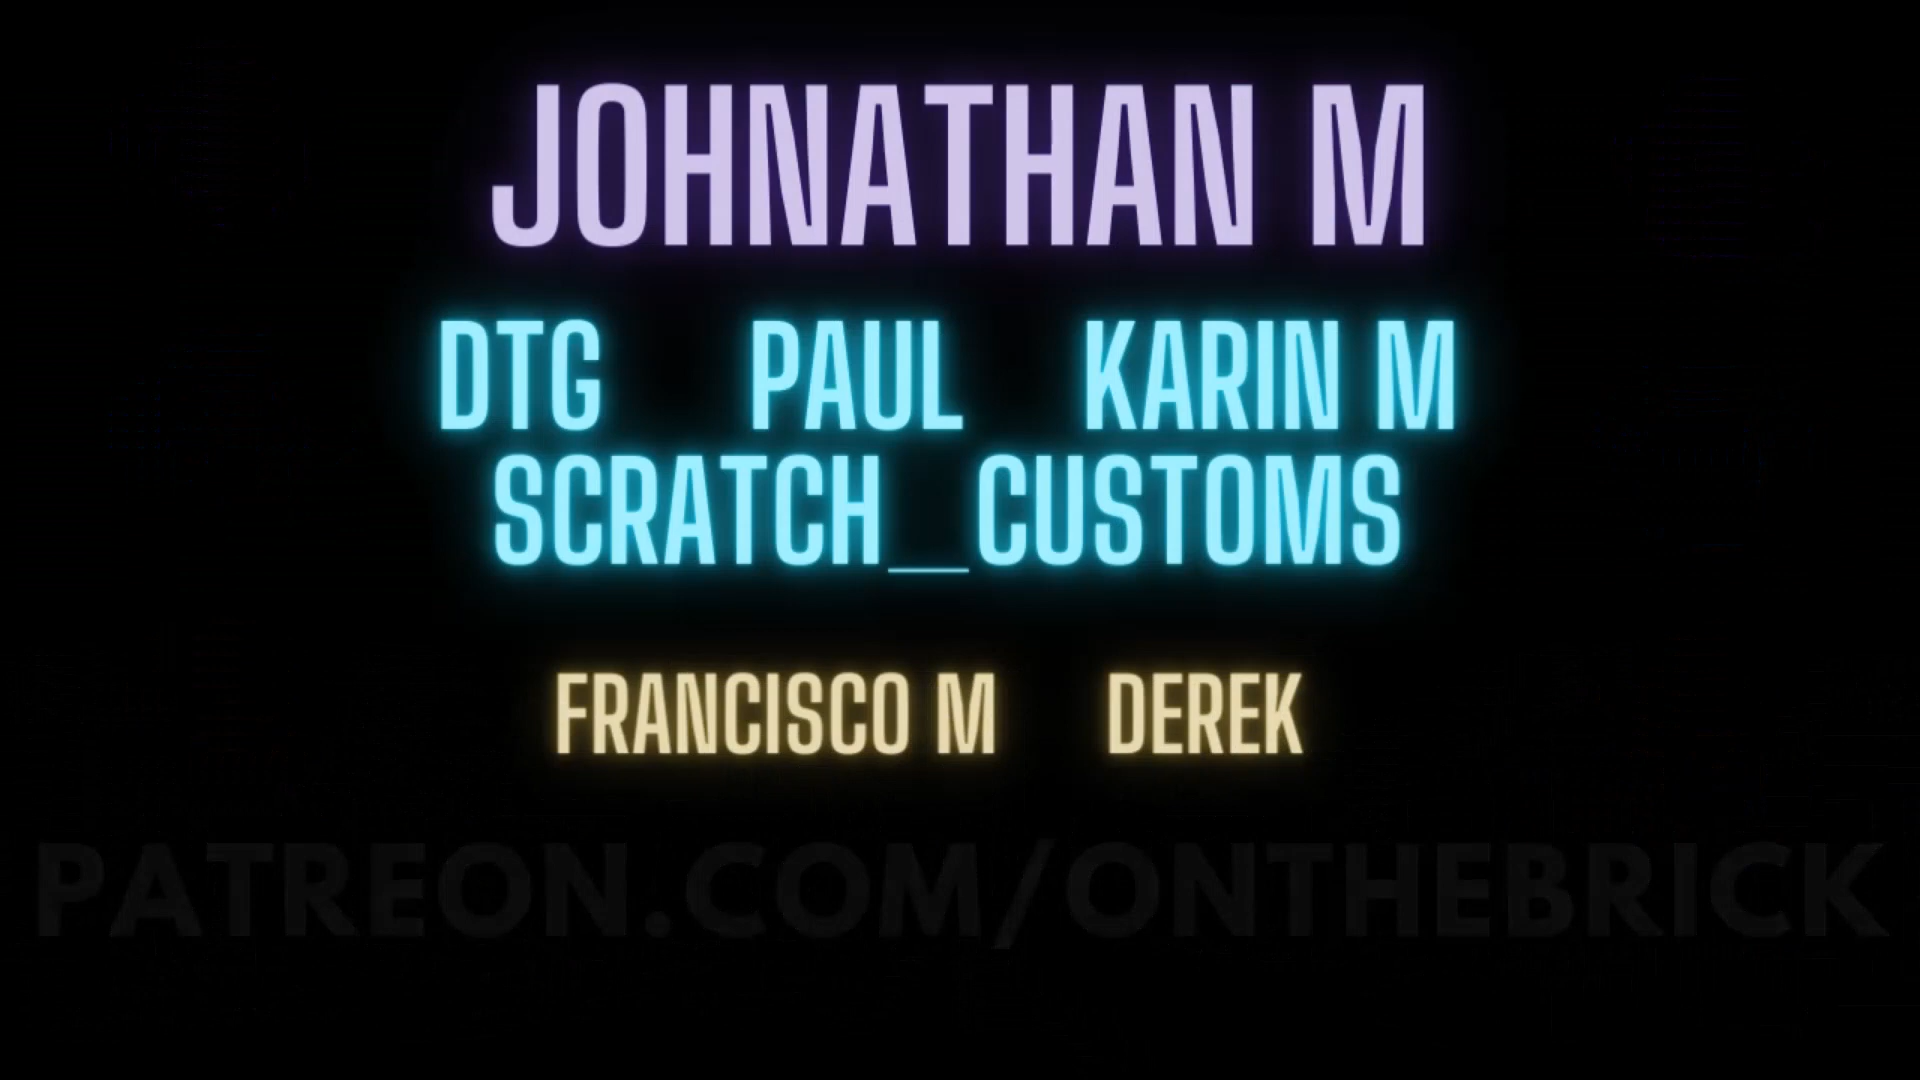 JOHNATHAN M
DTG PAUL KARIN M
SCRATCH_CUSTOMS
FRANCISCO M DEREK
PATREON.COM/ONTHEBRICK